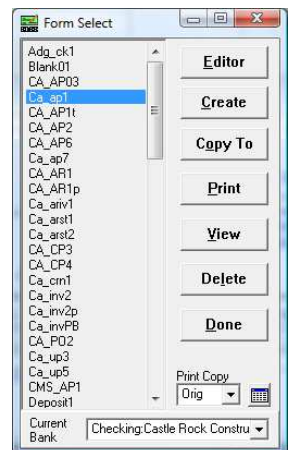 Form Select
Adg_ck1
Blank01
CA_AP03
Ca_ap1
CA_AP1t
CA_AP2
CA_AP6
Ca_ap7
CA_AR1
CA_AR1p
Ca_ariv1
Ca_arst1
Ca_arst2
CA_CP3
CA_CP4
Ca_crn1
Ca_inv2
Ca_inv2p
Ca_invPB
CA_PO2
Ca_up3
Ca_up5
CMS_AP1
Deposit1
Editor
Create
Copy To
Print
View
Delete
Done
Print Copy
Orig
Current Bank
Checking:Castle Rock Constru